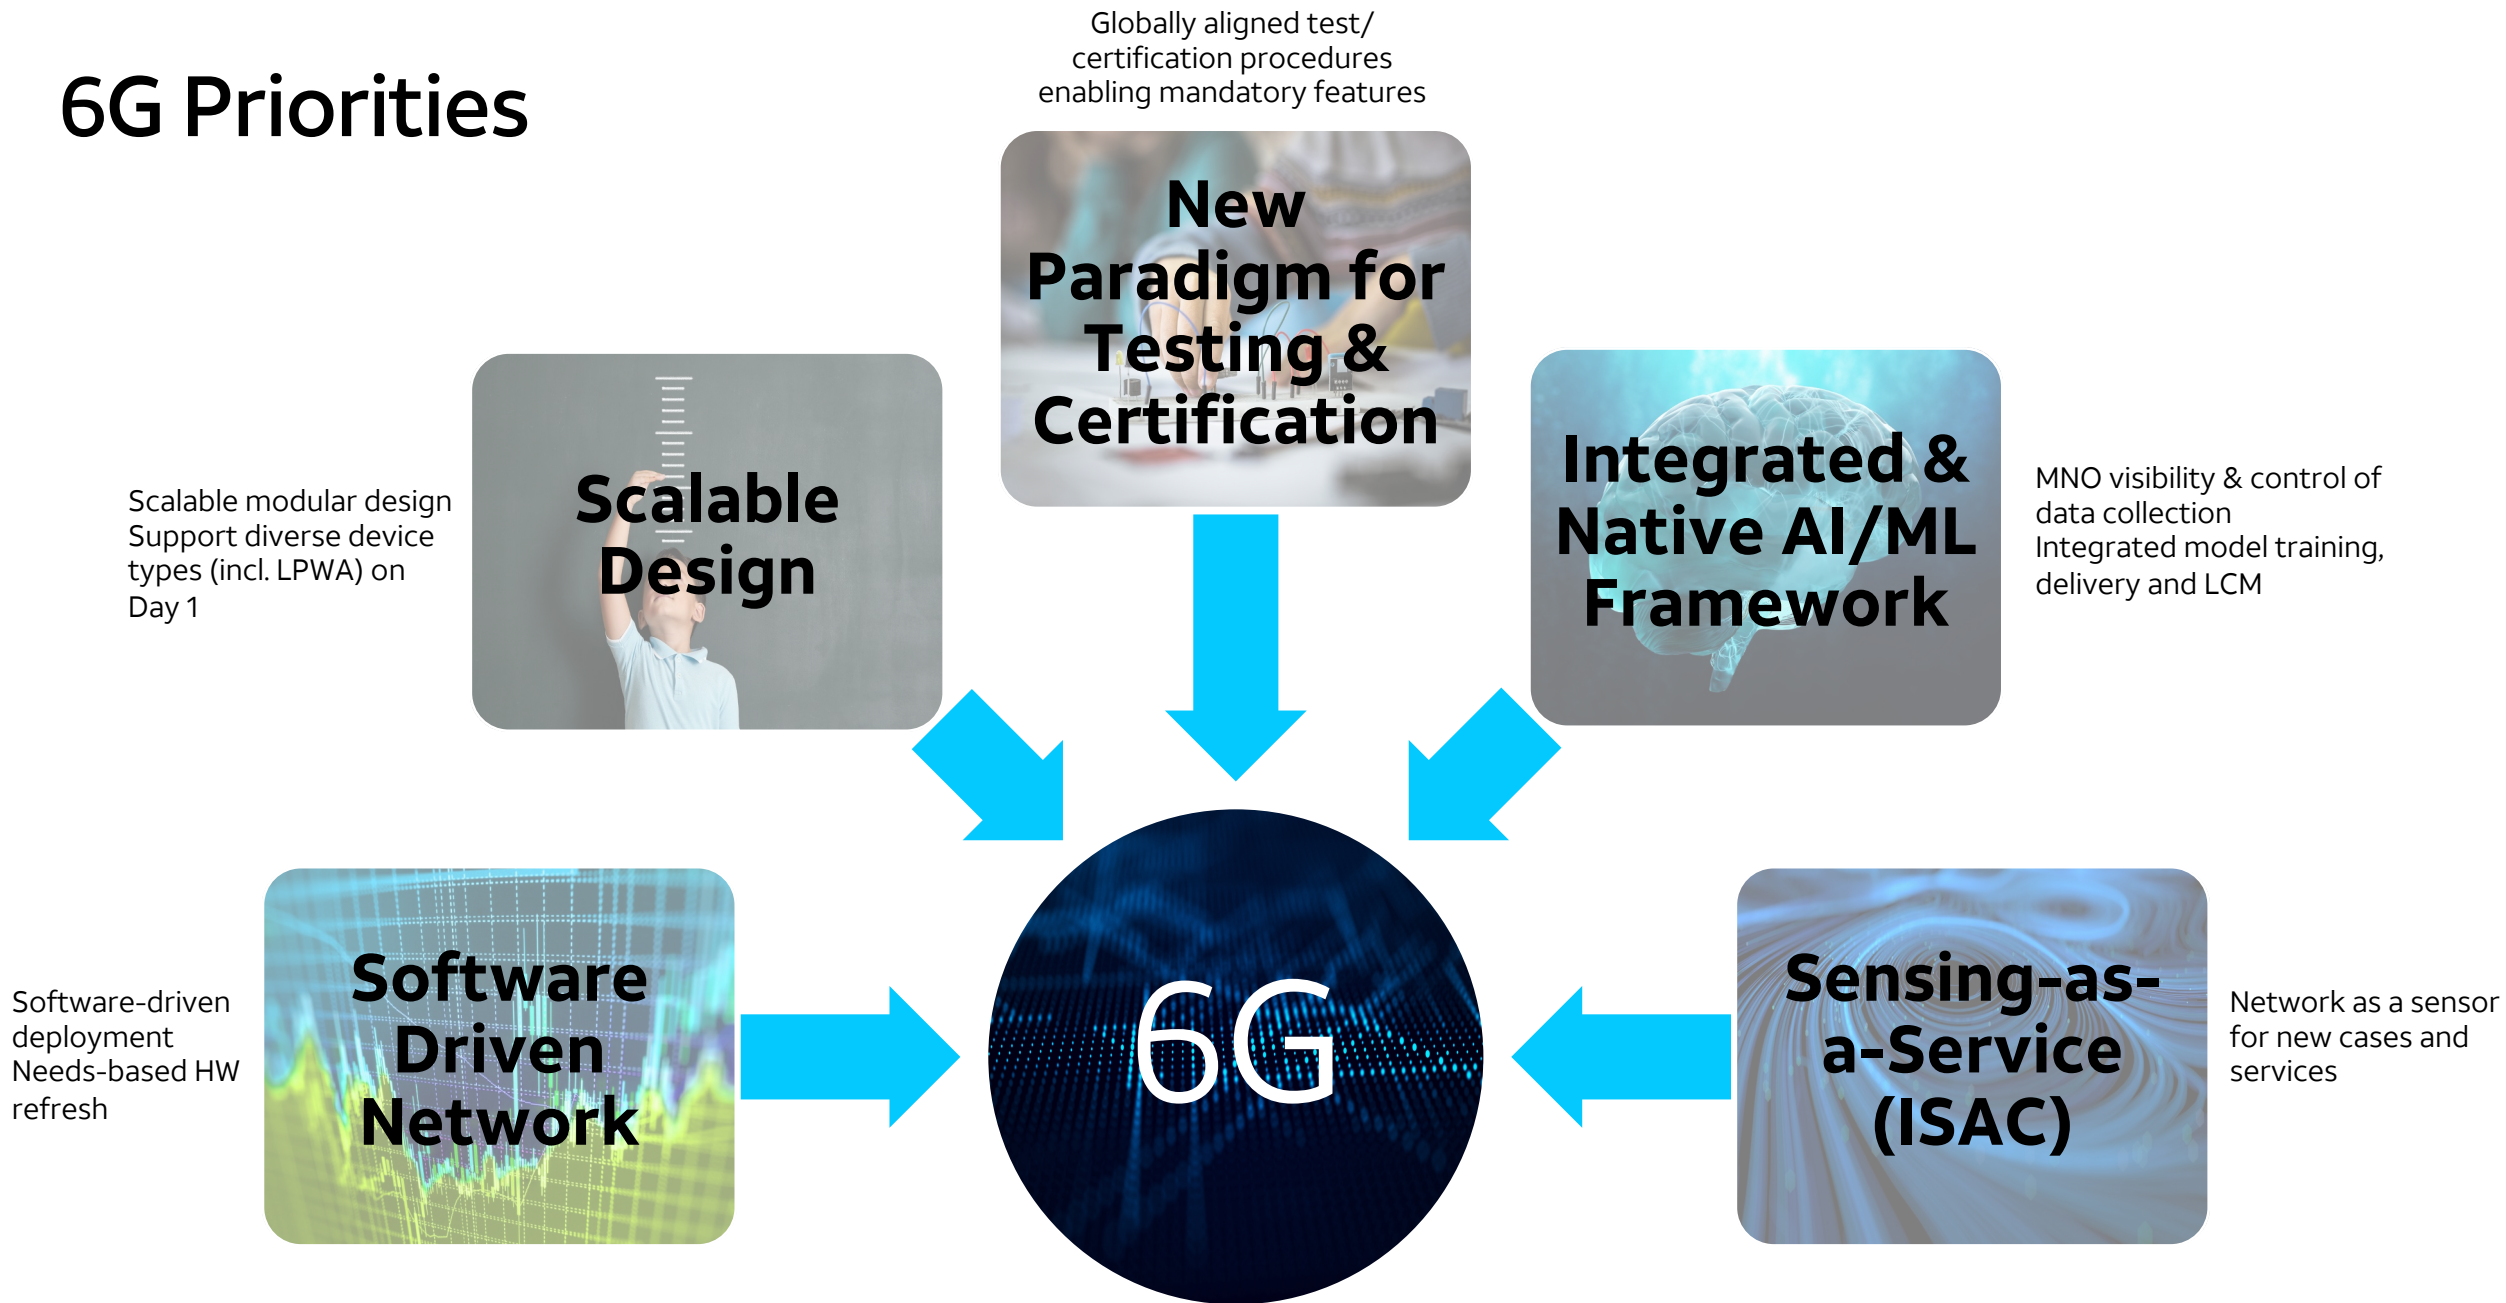 6G Priorities
Globally aligned test/
certification procedures
enabling mandatory features
New
Paradigm for
Testing &
Certification
Scalable modular design
Support diverse device
types (incl. LPWA) on
Day 1
Scalable
Design
Integrated &
Native AI/ML
Framework
MNO visibility & control of
data collection
Integrated model training,
delivery and LCM
Software-driven
deployment
Needs-based HW
refresh
Software
Driven
Network
6G
Sensing-as-
a-Service
(ISAC)
Network as a sensor
for new cases and
services